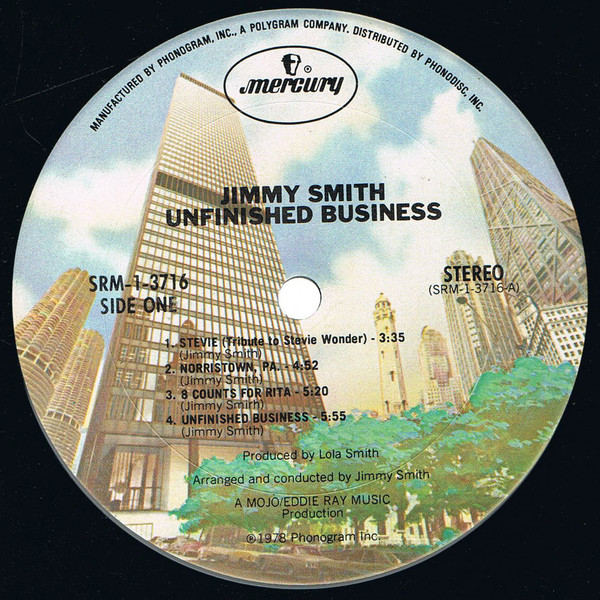 MANUFACTURED BY PHONOGRAM, INC., A POLYGRAM COMPANY. DISTRIBUTED BY PHONODISC, INC.
®
mercury
JIMMY SMITH
UNFINISHED BUSINESS
SRM-1-3716
SIDE ONE
STEREO
(SRM-1-3716-A)
1. STEVIE (Tribute to Stevie Wonder) - 3:35
(Jimmy Smith)
2. NORRISTOWN, PA. - 4:52
(Jimmy Smith)
3. 8 COUNTS FOR RITA - 5:20
(Jimmy Smith)
4. UNFINISHED BUSINESS - 5:55
(Jimmy Smith)
Produced by Lola Smith
Arranged and conducted by Jimmy Smith
A MOJO/EDDIE RAY MUSIC
Production
℗1978 Phonogram Inc.